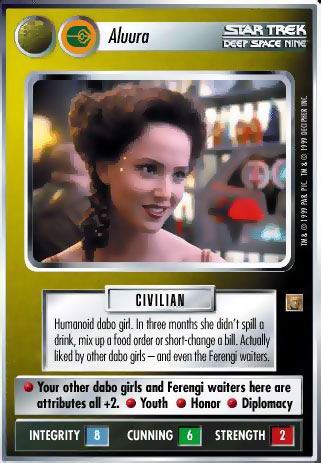 Aluura
STAR TREK
DEEP SPACE NINE
TM & © 1999 PAR. PIC. TM & © 1999 DECIPHER INC.
CIVILIAN
Humanoid dabo girl. In three months she didn't spill a
drink, mix up a food order or short-change a bill. Actually
liked by other dabo girls – and even the Ferengi waiters.
Your other dabo girls and Ferengi waiters here are
attributes all +2. Youth Honor Diplomacy
INTEGRITY 8 CUNNING 6 STRENGTH 2